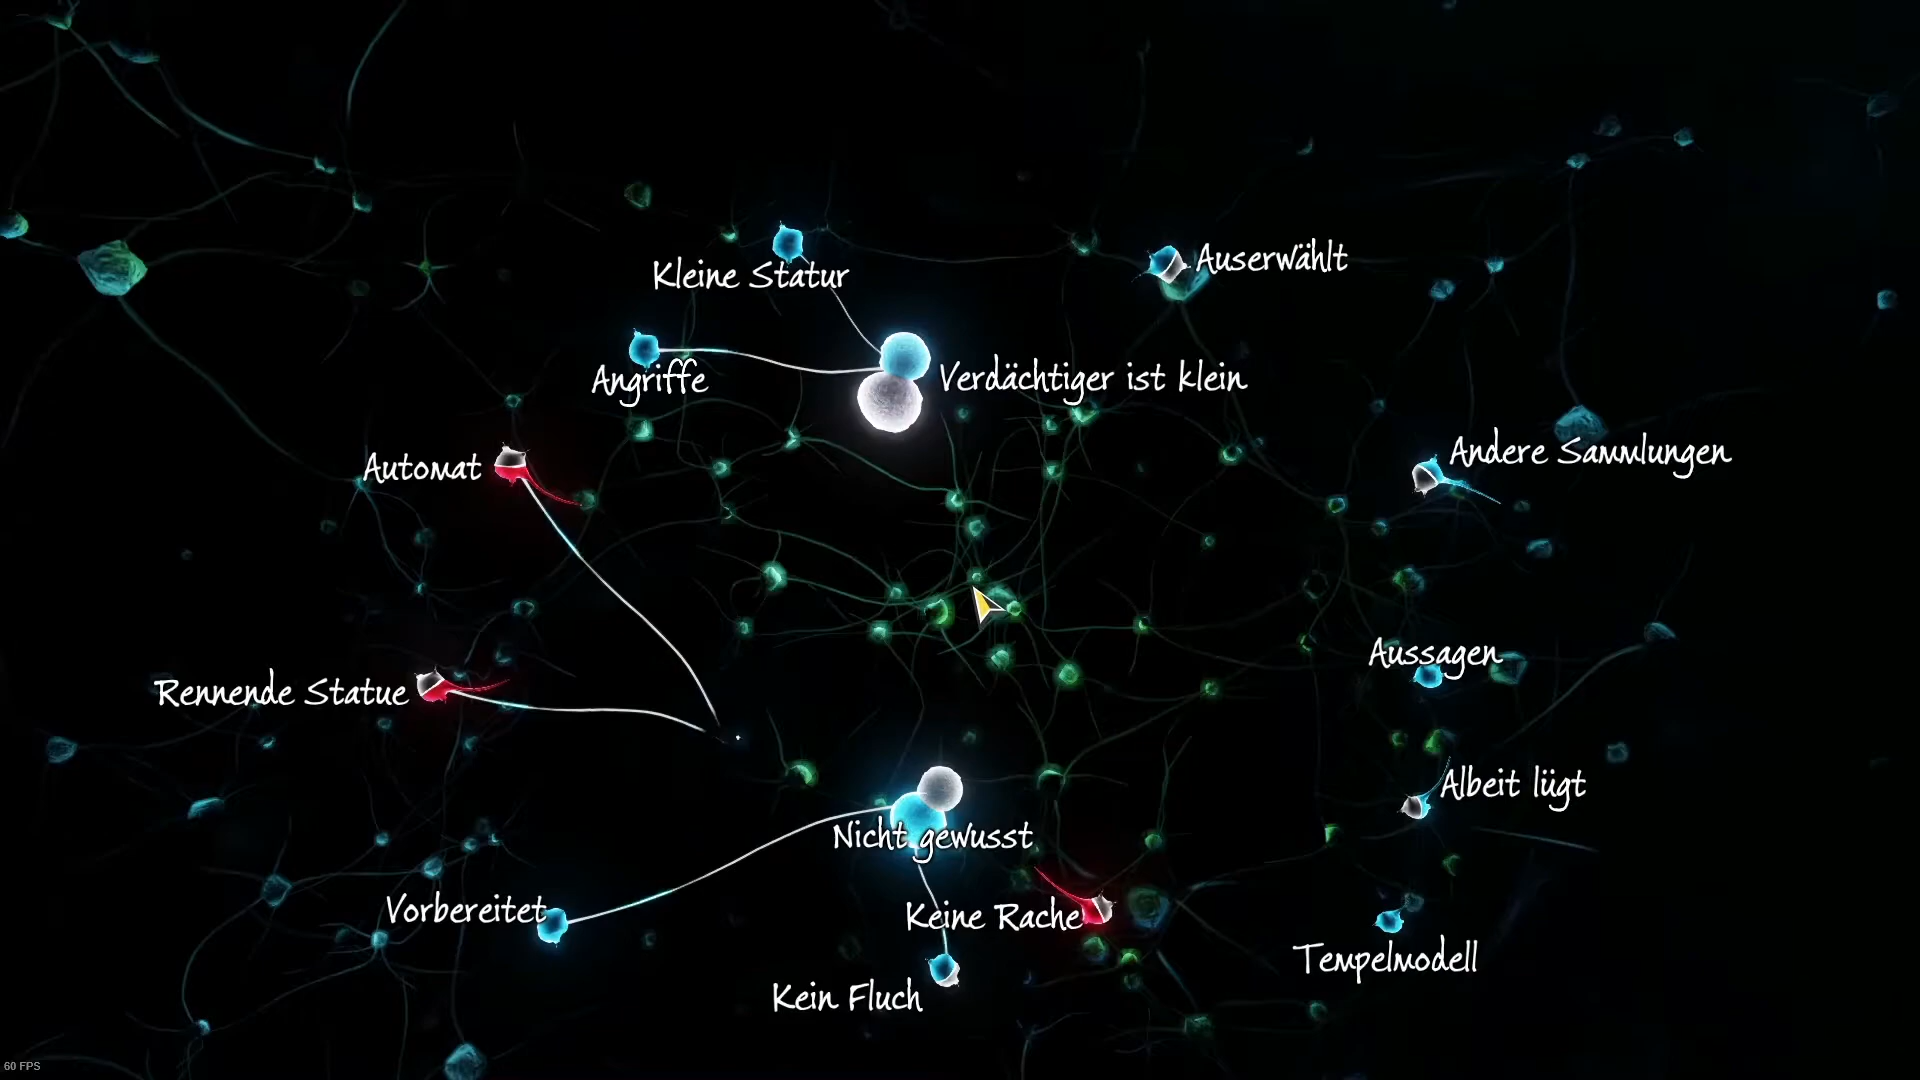 Auserwählt
Kleine Statur
Angriffe
Verdächtiger ist klein
Andere Sammlungen
Automat
Aussagen
Rennende Statue
Albeit lügt
Nicht gewusst
Vorbereitet
Keine Rache
Tempelmodell
Kein Fluch
60 FPS